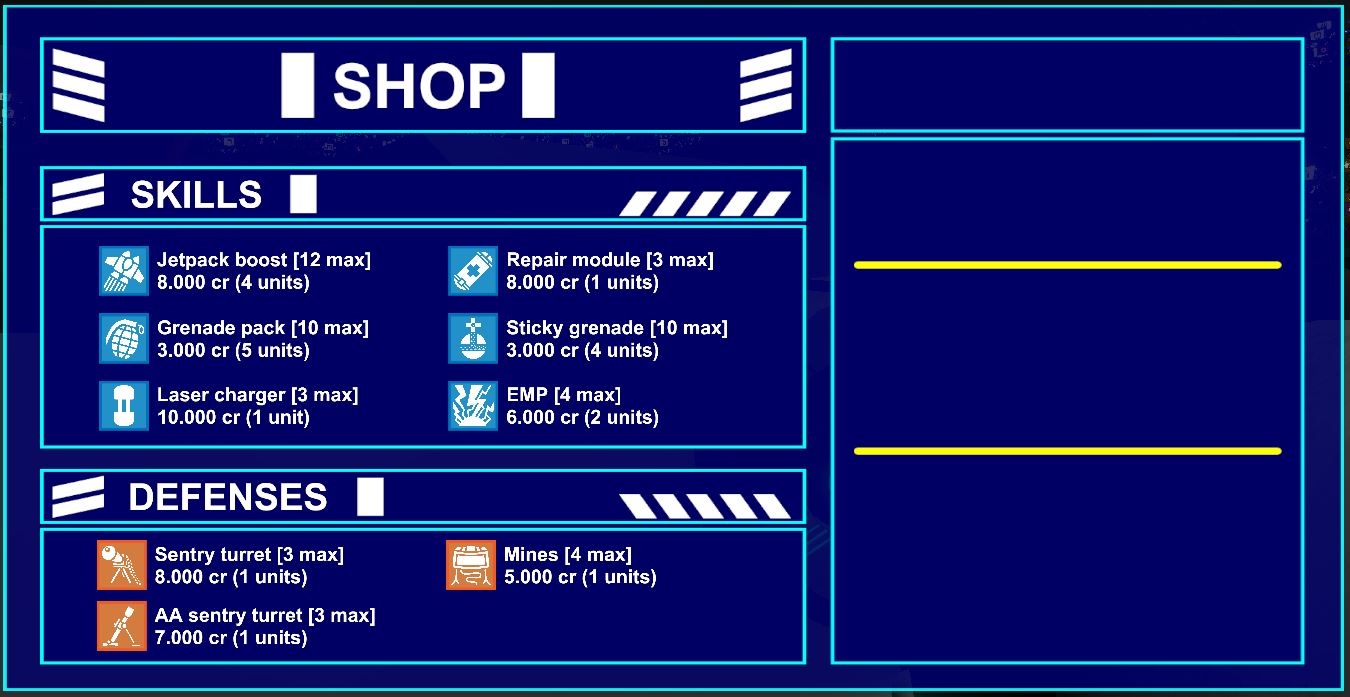 SHOP
SKILLS
Jetpack boost [12 max]
8.000 cr (4 units)
Repair module [3 max]
8.000 cr (1 units)
Grenade pack [10 max]
3.000 cr (5 units)
Sticky grenade [10 max]
3.000 cr (4 units)
Laser charger [3 max]
10.000 cr (1 unit)
EMP [4 max]
6.000 cr (2 units)
DEFENSES
Sentry turret [3 max]
8.000 cr (1 units)
Mines [4 max]
5.000 cr (1 units)
AA sentry turret [3 max]
7.000 cr (1 units)